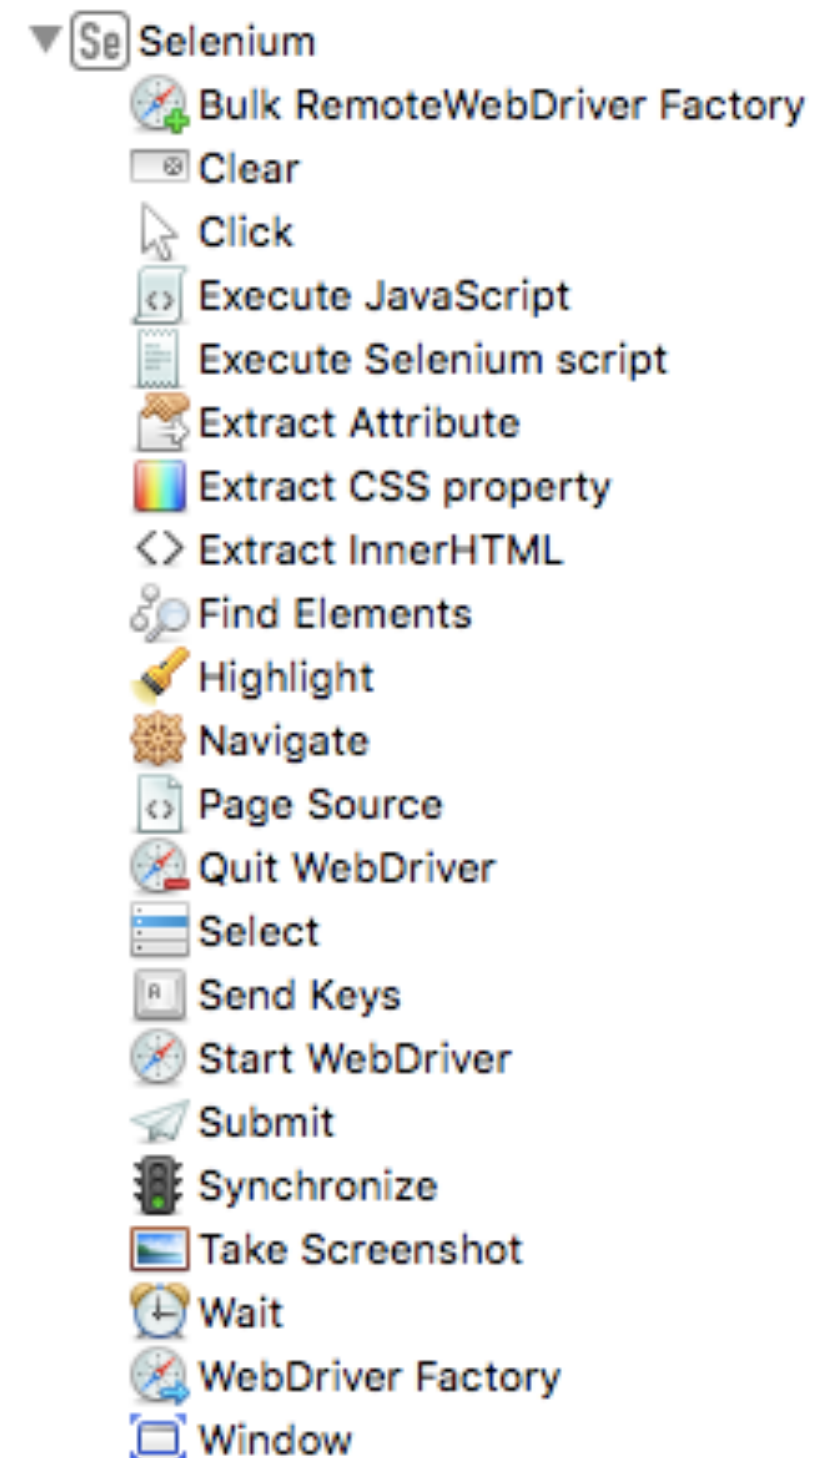 Se Selenium
Bulk RemoteWebDriver Factory
Clear
Click
Execute JavaScript
Execute Selenium script
Extract Attribute
Extract CSS property
Extract InnerHTML
Find Elements
Highlight
Navigate
Page Source
Quit WebDriver
Select
A Send Keys
Start WebDriver
Submit
Synchronize
Take Screenshot
Wait
WebDriver Factory
Window